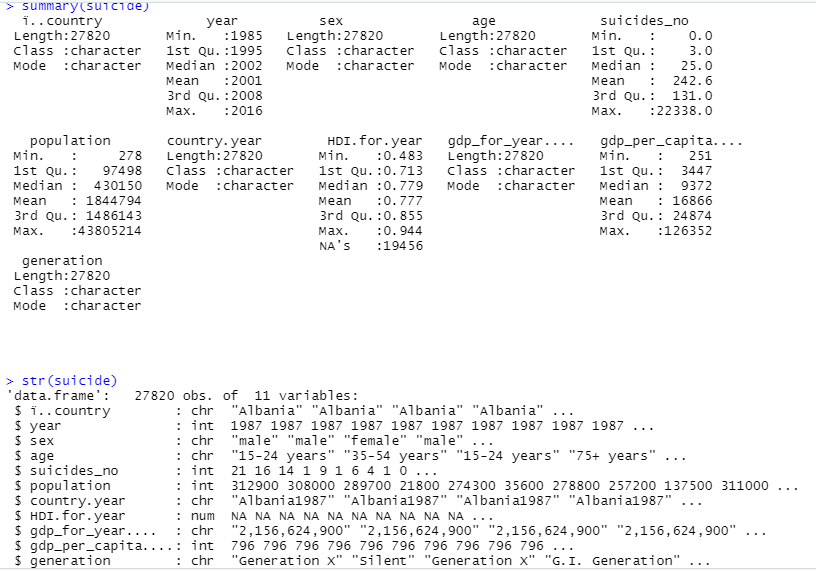 > summary(suicide)
  ï..country             year          sex                age             suicides_no
 Length:27820       Min.   :1985   Length:27820       Length:27820       Min.   :    0.0
 Class :character   1st Qu.:1995   Class :character   Class :character   1st Qu.:    3.0
 Mode  :character   Median :2002   Mode  :character   Mode  :character   Median :   25.0
                    Mean   :2001                                         Mean   :  242.6
                    3rd Qu.:2008                                         3rd Qu.:  131.0
                    Max.   :2016                                         Max.   :22338.0
   population       country.year        HDI.for.year   gdp_for_year....   gdp_per_capita....
 Min.   :     278   Length:27820       Min.   :0.483   Length:27820       Min.   :   251
 1st Qu.:   97498   Class :character   1st Qu.:0.713   Class :character   1st Qu.:  3447
 Median :  430150   Mode  :character   Median :0.779   Mode  :character   Median :  9372
 Mean   : 1844794                      Mean   :0.777                      Mean   : 16866
 3rd Qu.: 1486143                      3rd Qu.:0.855                      3rd Qu.: 24874
 Max.   :43805214                      Max.   :0.944                      Max.   :126352
                                       NA's   :19456
  generation
 Length:27820
 Class :character
 Mode  :character
> str(suicide)
'data.frame':   27820 obs. of  11 variables:
 $ ï..country        : chr  "Albania" "Albania" "Albania" "Albania" ...
 $ year              : int  1987 1987 1987 1987 1987 1987 1987 1987 1987 1987 ...
 $ sex               : chr  "male" "male" "female" "male" ...
 $ age               : chr  "15-24 years" "35-54 years" "15-24 years" "75+ years" ...
 $ suicides_no       : int  21 16 14 1 9 1 6 4 1 0 ...
 $ population        : int  312900 308000 289700 21800 274300 35600 278800 257200 137500 311000 ...
 $ country.year      : chr  "Albania1987" "Albania1987" "Albania1987" "Albania1987" ...
 $ HDI.for.year      : num  NA NA NA NA NA NA NA NA NA NA ...
 $ gdp_for_year....  : chr  "2,156,624,900" "2,156,624,900" "2,156,624,900" "2,156,624,900" ...
 $ gdp_per_capita....: int  796 796 796 796 796 796 796 796 796 796 ...
 $ generation        : chr  "Generation X" "Silent" "Generation X" "G.I. Generation" ...